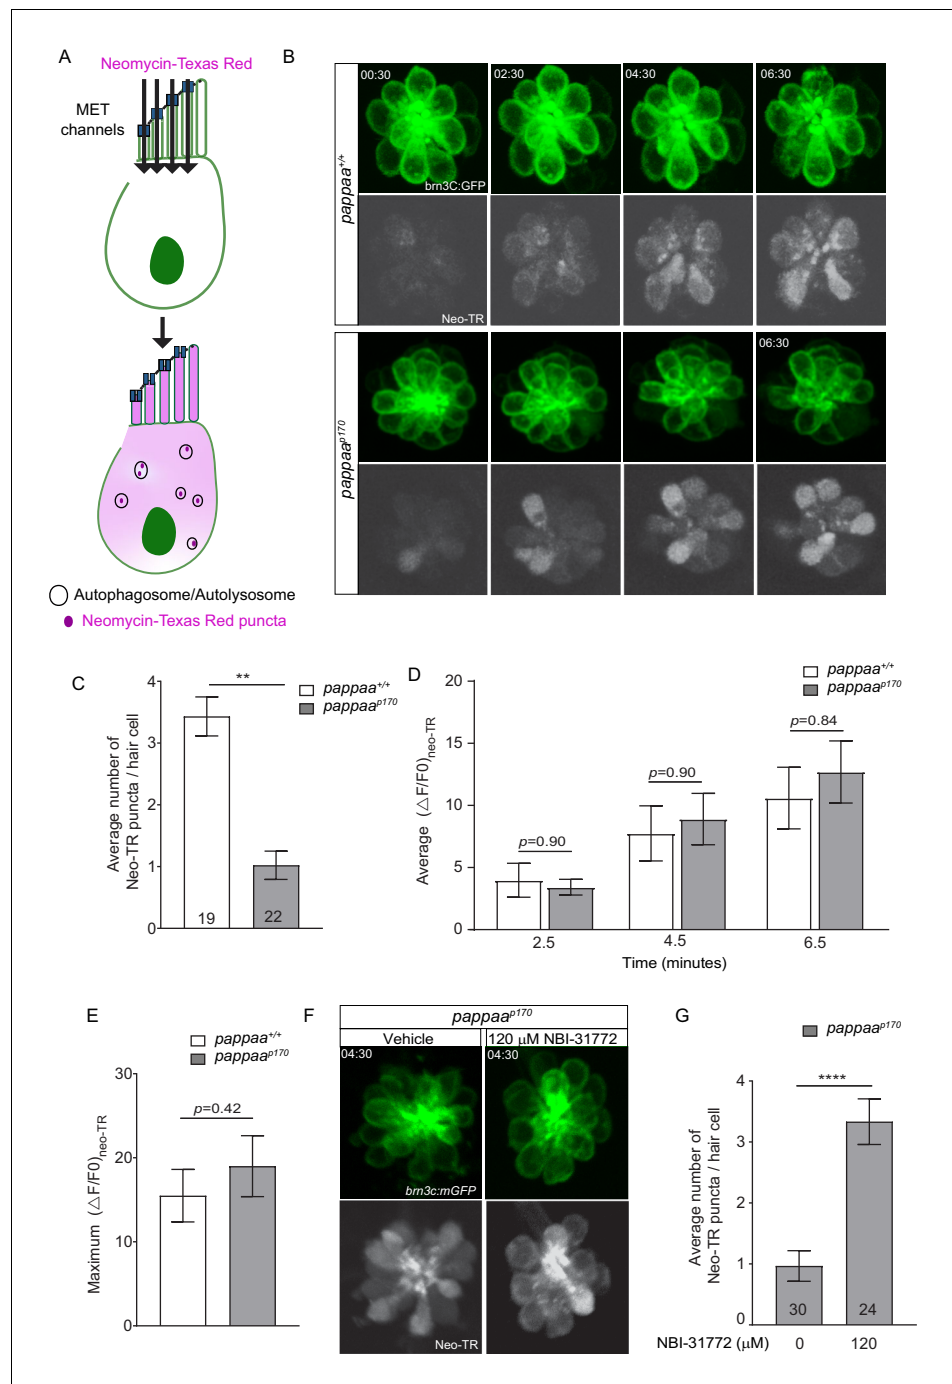 A
Neomycin-Texas Red
MET
channels
Autophagosome/Autolysosome
Neomycin-Texas Red puncta
B
pappaa+/+
00:30
02:30
04:30
06:30
brn3C:GFP
Neo-TR
pappaap170
06:30
C
**
pappaa+/+
pappaap170
Average number of
Neo-TR puncta / hair cell
4
3
2
1
0
19
22
D
pappaa+/+
pappaap170
Average (△F/F0)neo-TR
20
15
10
5
0
p=0.90
p=0.90
p=0.84
2.5
4.5
6.5
Time (minutes)
E
pappaa+/+
pappaap170
Maximum (△F/F0)neo-TR
30
20
10
0
p=0.42
F
pappaap170
Vehicle
120 µM NBI-31772
04:30
04:30
brn3c:mGFP
Neo-TR
G
pappaap170
****
Average number of
Neo-TR puncta / hair cell
4
3
2
1
0
30
24
NBI-31772 (µM)
0
120